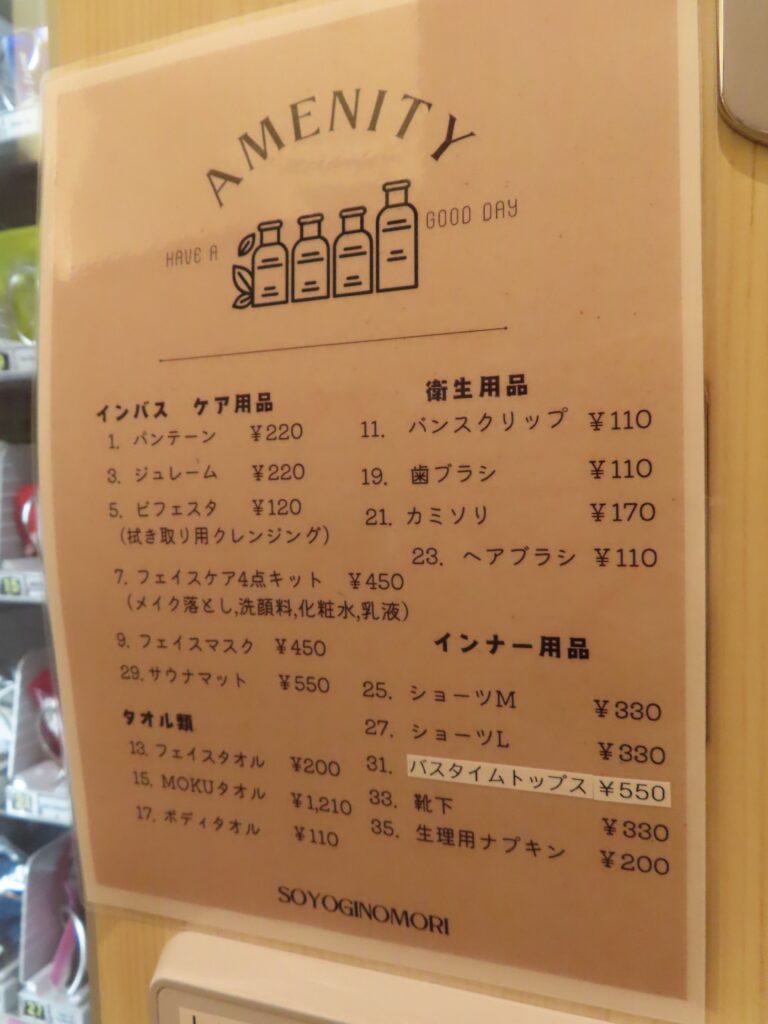 AMENITY
HAVE A
GOOD DAY
インバス ケア用品
1. パンテーン ¥220
3. ジュレーム ¥220
5. ビフェスタ ¥120
(拭き取り用クレンジング)
7. フェイスケア4点キット ¥450
(メイク落とし,洗顔料,化粧水,乳液)
9. フェイスマスク ¥450
29. サウナマット ¥550
タオル類
13. フェイスタオル ¥200
15. MOKUタオル ¥1,210
17. ボディタオル ¥110
衛生用品
11. バンスクリップ ¥110
19. 歯ブラシ ¥110
21. カミソリ ¥170
23. ヘアブラシ ¥110
インナー用品
25. ショーツM ¥330
27. ショーツL ¥330
31. バスタイムトップス ¥550
33. 靴下 ¥330
35. 生理用ナプキン ¥200
SOYOGINOMORI
15
27